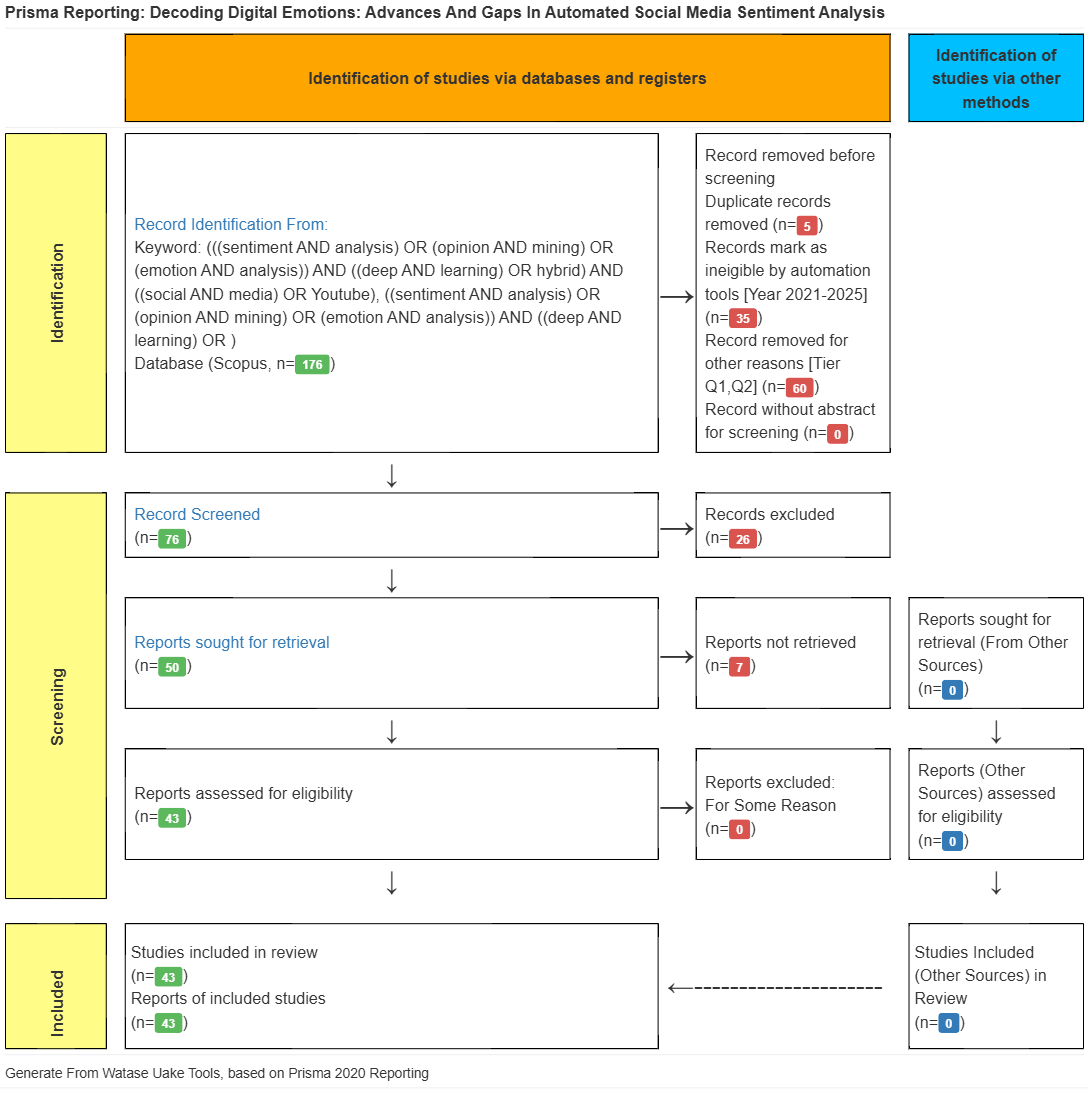 Prisma Reporting: Decoding Digital Emotions: Advances And Gaps In Automated Social Media Sentiment Analysis
Identification of studies via databases and registers
Identification of
studies via other
methods
Identification
Record Identification From:
Keyword: (((sentiment AND analysis) OR (opinion AND mining) OR
(emotion AND analysis)) AND ((deep AND learning) OR hybrid) AND
((social AND media) OR Youtube), ((sentiment AND analysis) OR
(opinion AND mining) OR (emotion AND analysis)) AND ((deep AND
learning) OR )
Database (Scopus, n=176)
Record removed before
screening
Duplicate records
removed (n=5)
Records mark as
ineigible by automation
tools [Year 2021-2025]
(n=35)
Record removed for
other reasons [Tier
Q1,Q2] (n=60)
Record without abstract
for screening (n=0)
Screening
Record Screened
(n=76)
Records excluded
(n=26)
Reports sought for retrieval
(n=50)
Reports not retrieved
(n=7)
Reports sought for
retrieval (From Other
Sources)
(n=0)
Reports assessed for eligibility
(n=43)
Reports excluded:
For Some Reason
(n=0)
Reports (Other
Sources) assessed
for eligibility
(n=0)
Included
Studies included in review
(n=43)
Reports of included studies
(n=43)
Studies Included
(Other Sources) in
Review
(n=0)
Generate From Watase Uake Tools, based on Prisma 2020 Reporting